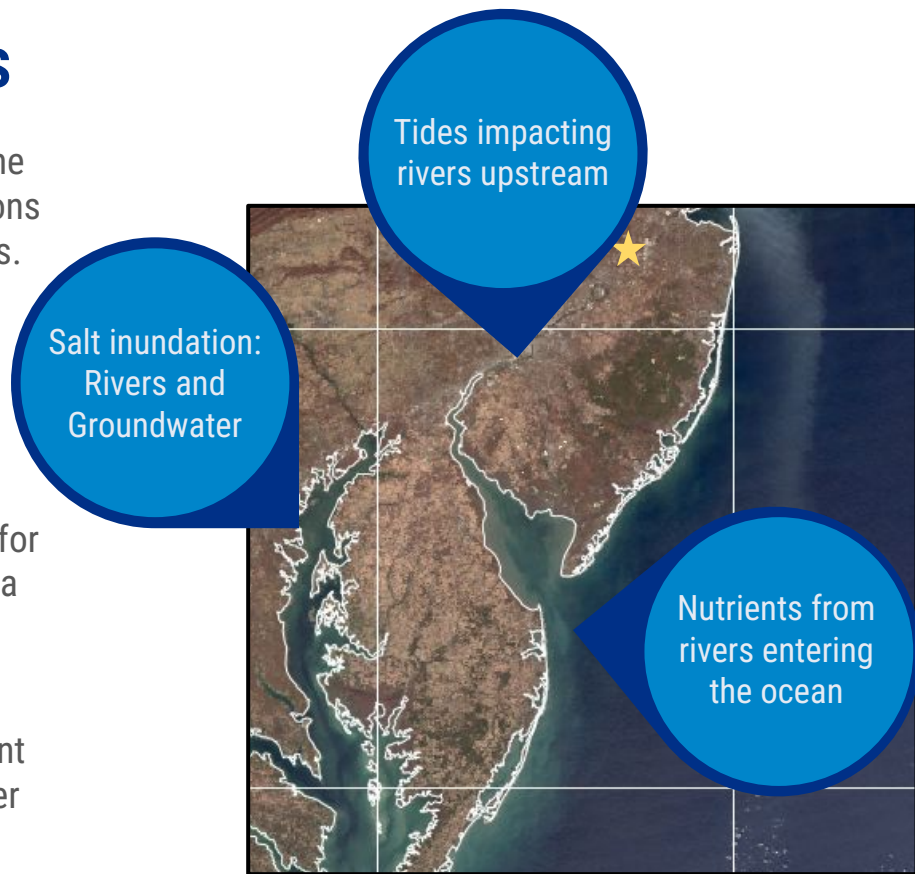 s
ne
ons
s.
for
a
nt
er
Tides impacting
rivers upstream
Salt inundation:
Rivers and
Groundwater
Nutrients from
rivers entering
the ocean